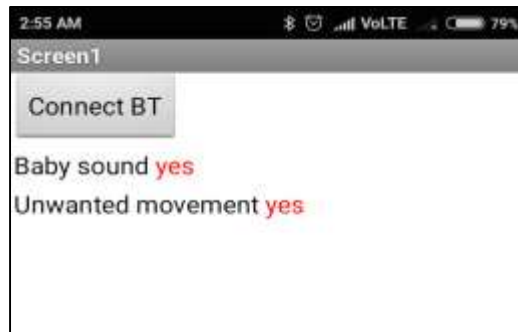 2:55 AM VoLTE 79%
Screen1
Connect BT
Baby sound yes
Unwanted movement yes